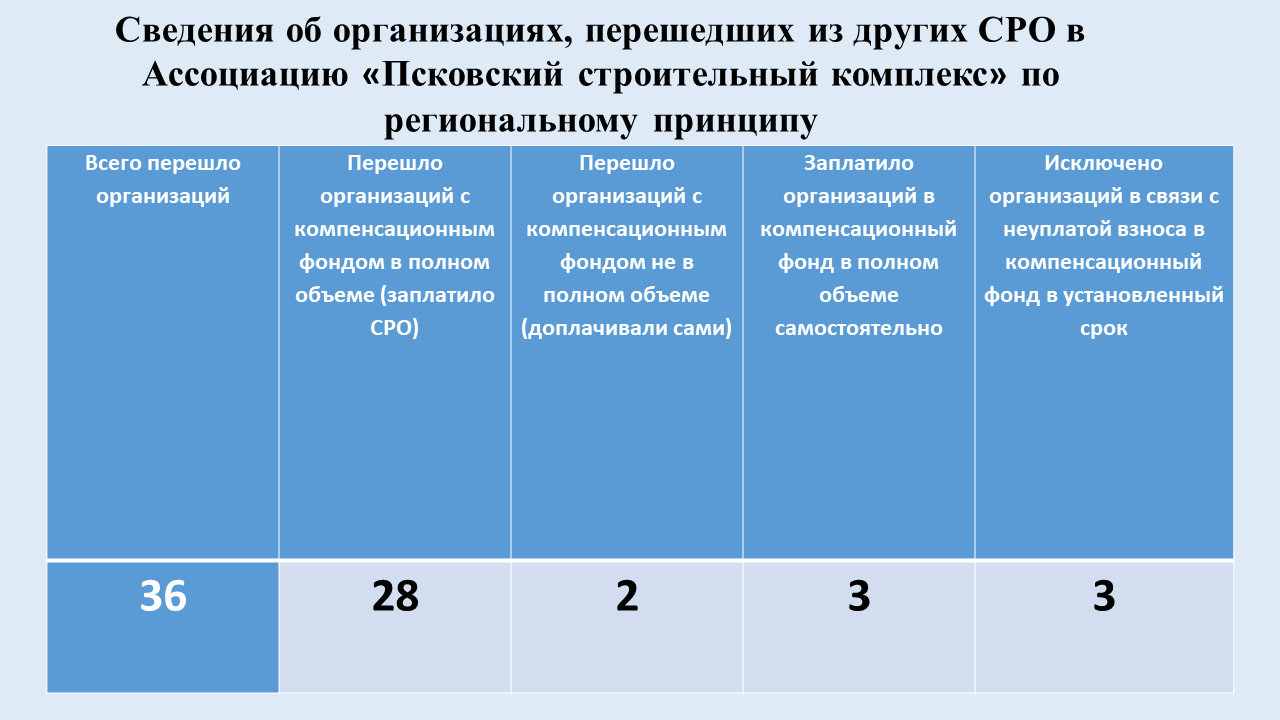 Сведения об организациях, перешедших из других СРО в
Ассоциацию «Псковский строительный комплекс» по
региональному принципу
Всего перешло
организаций
Перешло
организаций с
компенсационным
фондом в полном
объеме (заплатило
СРО)
Перешло
организаций с
компенсационным
фондом не в
полном объеме
(доплачивали сами)
Заплатило
организаций в
компенсационный
фонд в полном
объеме
самостоятельно
Исключено
организаций в связи с
неуплатой взноса в
компенсационный
фонд в установленный
срок
36
28
2
3
3